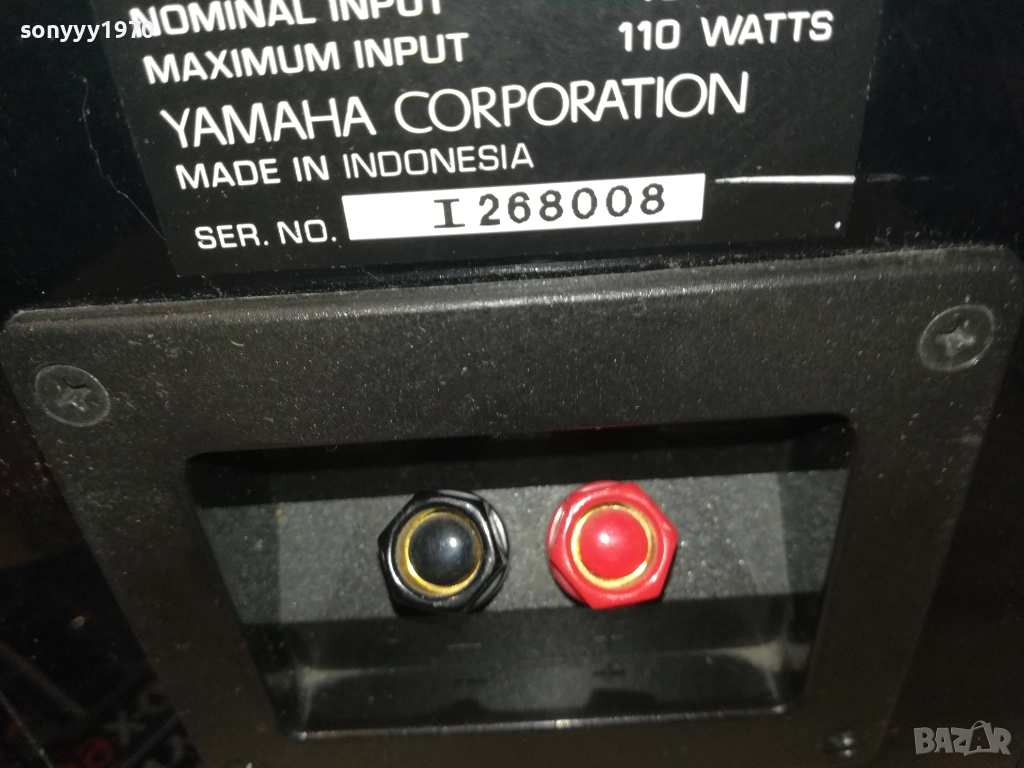 sonyyy1970
NOMINAL INPUT
MAXIMUM INPUT 110 WATTS
YAMAHA CORPORATION
MADE IN INDONESIA
SER. NO. I 268008
− +
BAZAR